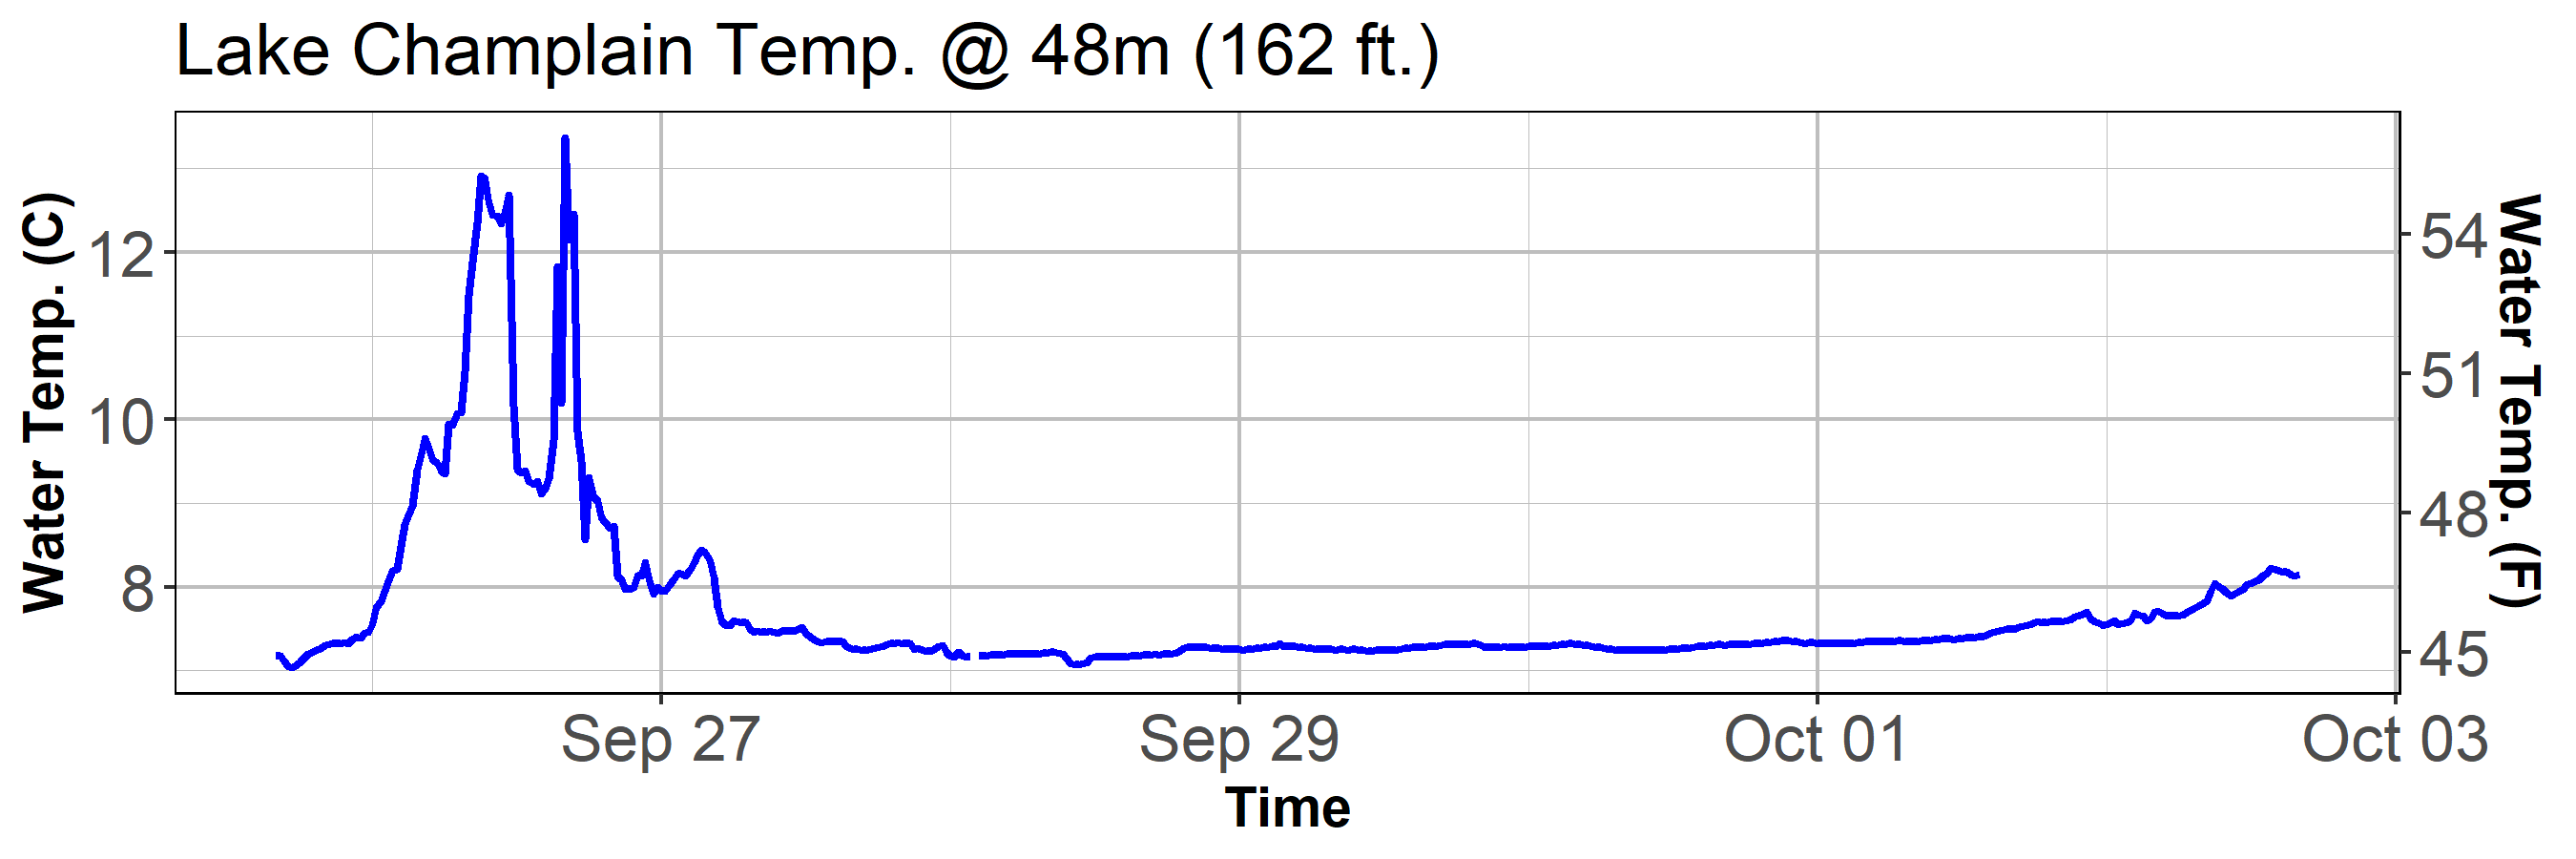 Lake Champlain Temp. @ 48m (162 ft.)
Water Temp. (C)
12
10
8
54
51
48
45
Water Temp. (F)
Sep 27
Sep 29
Oct 01
Oct 03
Time